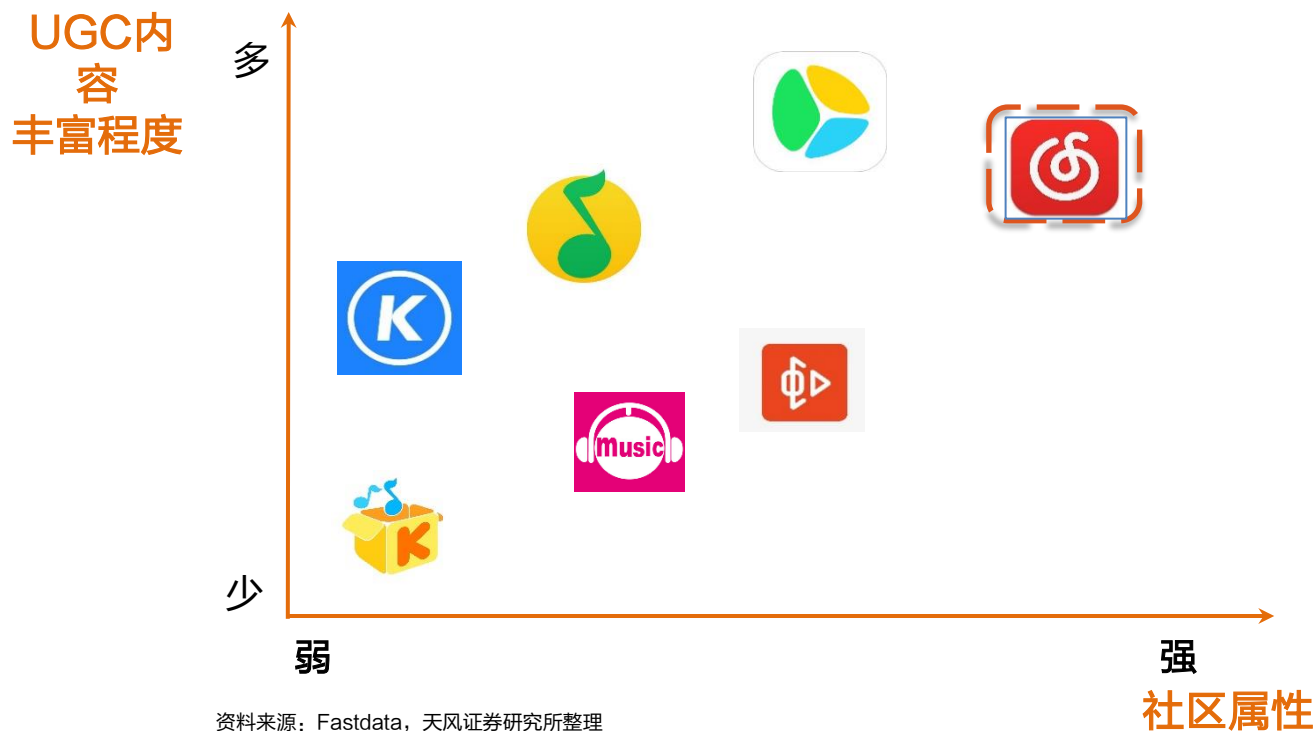 UGC内
容
丰富程度
多
K
music
K
少
弱
强
社区属性
资料来源：Fastdata，天风证券研究所整理